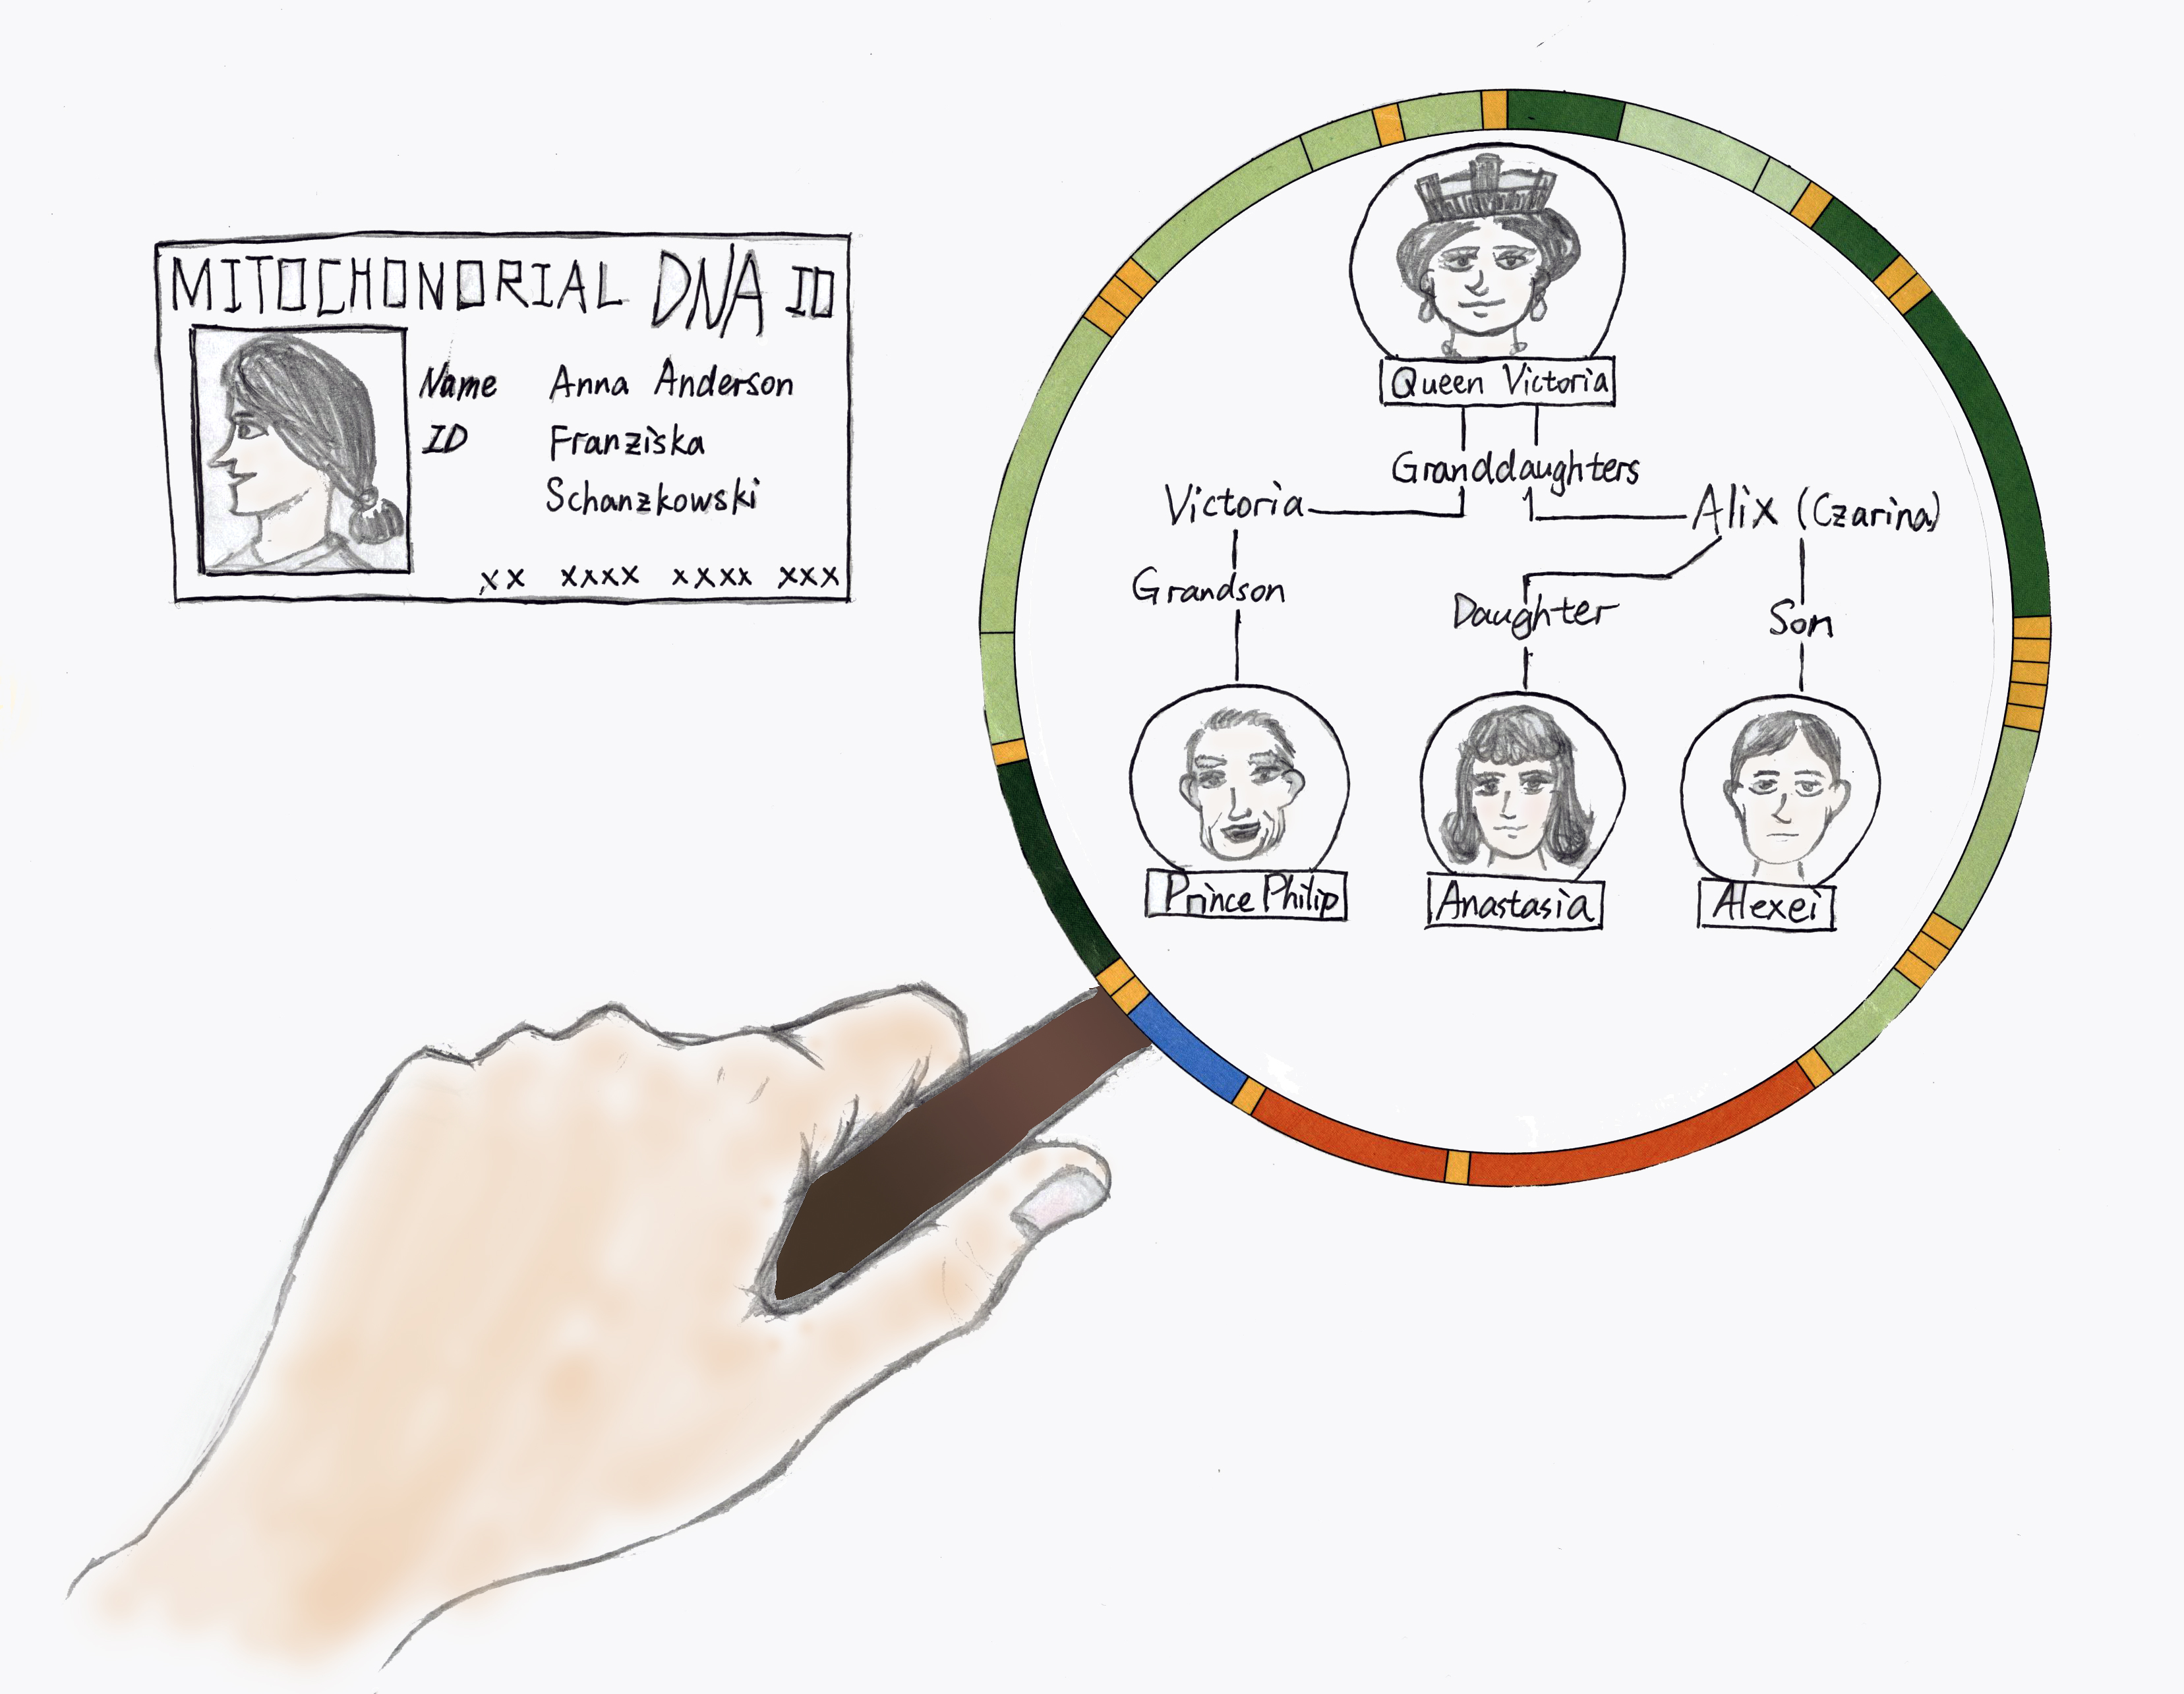 MITOCHONORIAL DNA ID
Name Anna Anderson
ID Franziska
Schanzkowski
XX XXXX XXXX XXX
Queen Victoria
Granddaughters
Victoria
Alix (Czarina)
Grandson
Daughter
Son
Prince Philip
Anastasia
Alexei